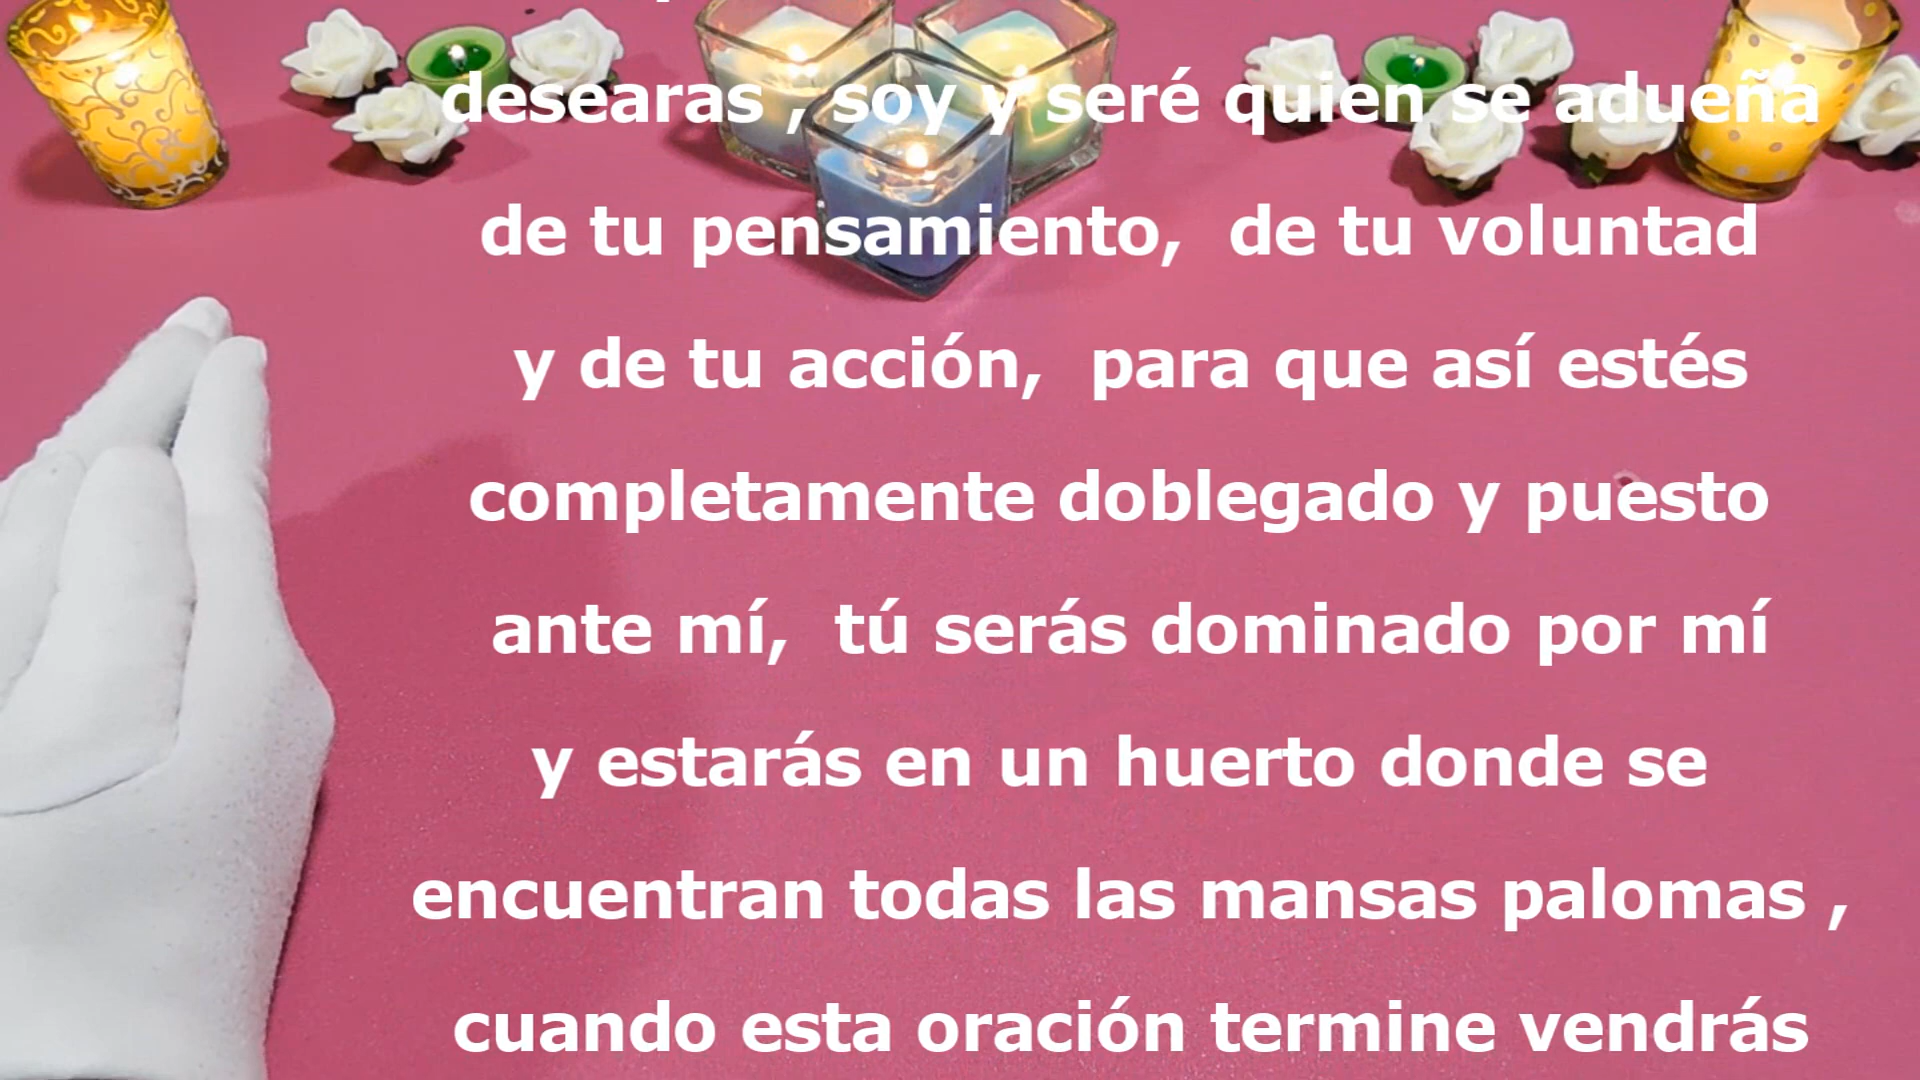 desearas , soy y seré quien se adueña
de tu pensamiento, de tu voluntad
y de tu acción, para que así estés
completamente doblegado y puesto
ante mí, tú serás dominado por mí
y estarás en un huerto donde se
encuentran todas las mansas palomas ,
cuando esta oración termine vendrás